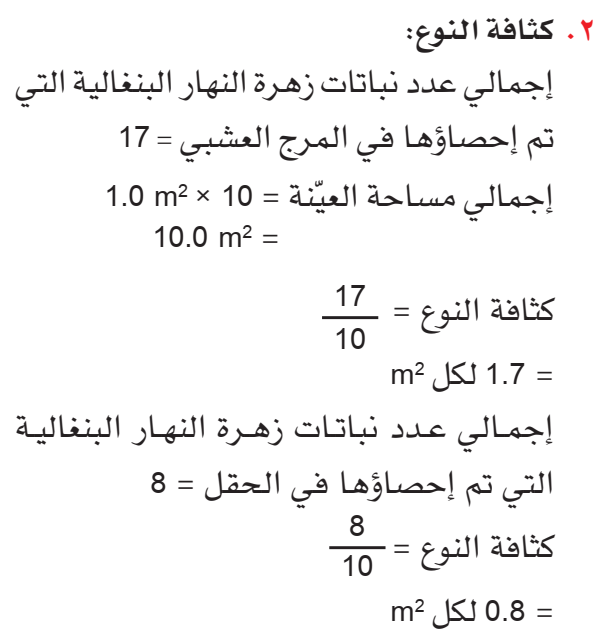 ٢. كثافة النوع:
إجمالي عدد نباتات زهرة النهار البنغالية التي
تم إحصاؤها في المرج العشبي = 17
إجمالي مساحة العيّنة = 10 × 1.0 m²
= 10.0 m²
كثافة النوع = 17/10
= 1.7 لكل m²
إجمالي عدد نباتات زهرة النهار البنغالية
التي تم إحصاؤها في الحقل = 8
كثافة النوع = 8/10
= 0.8 لكل m²